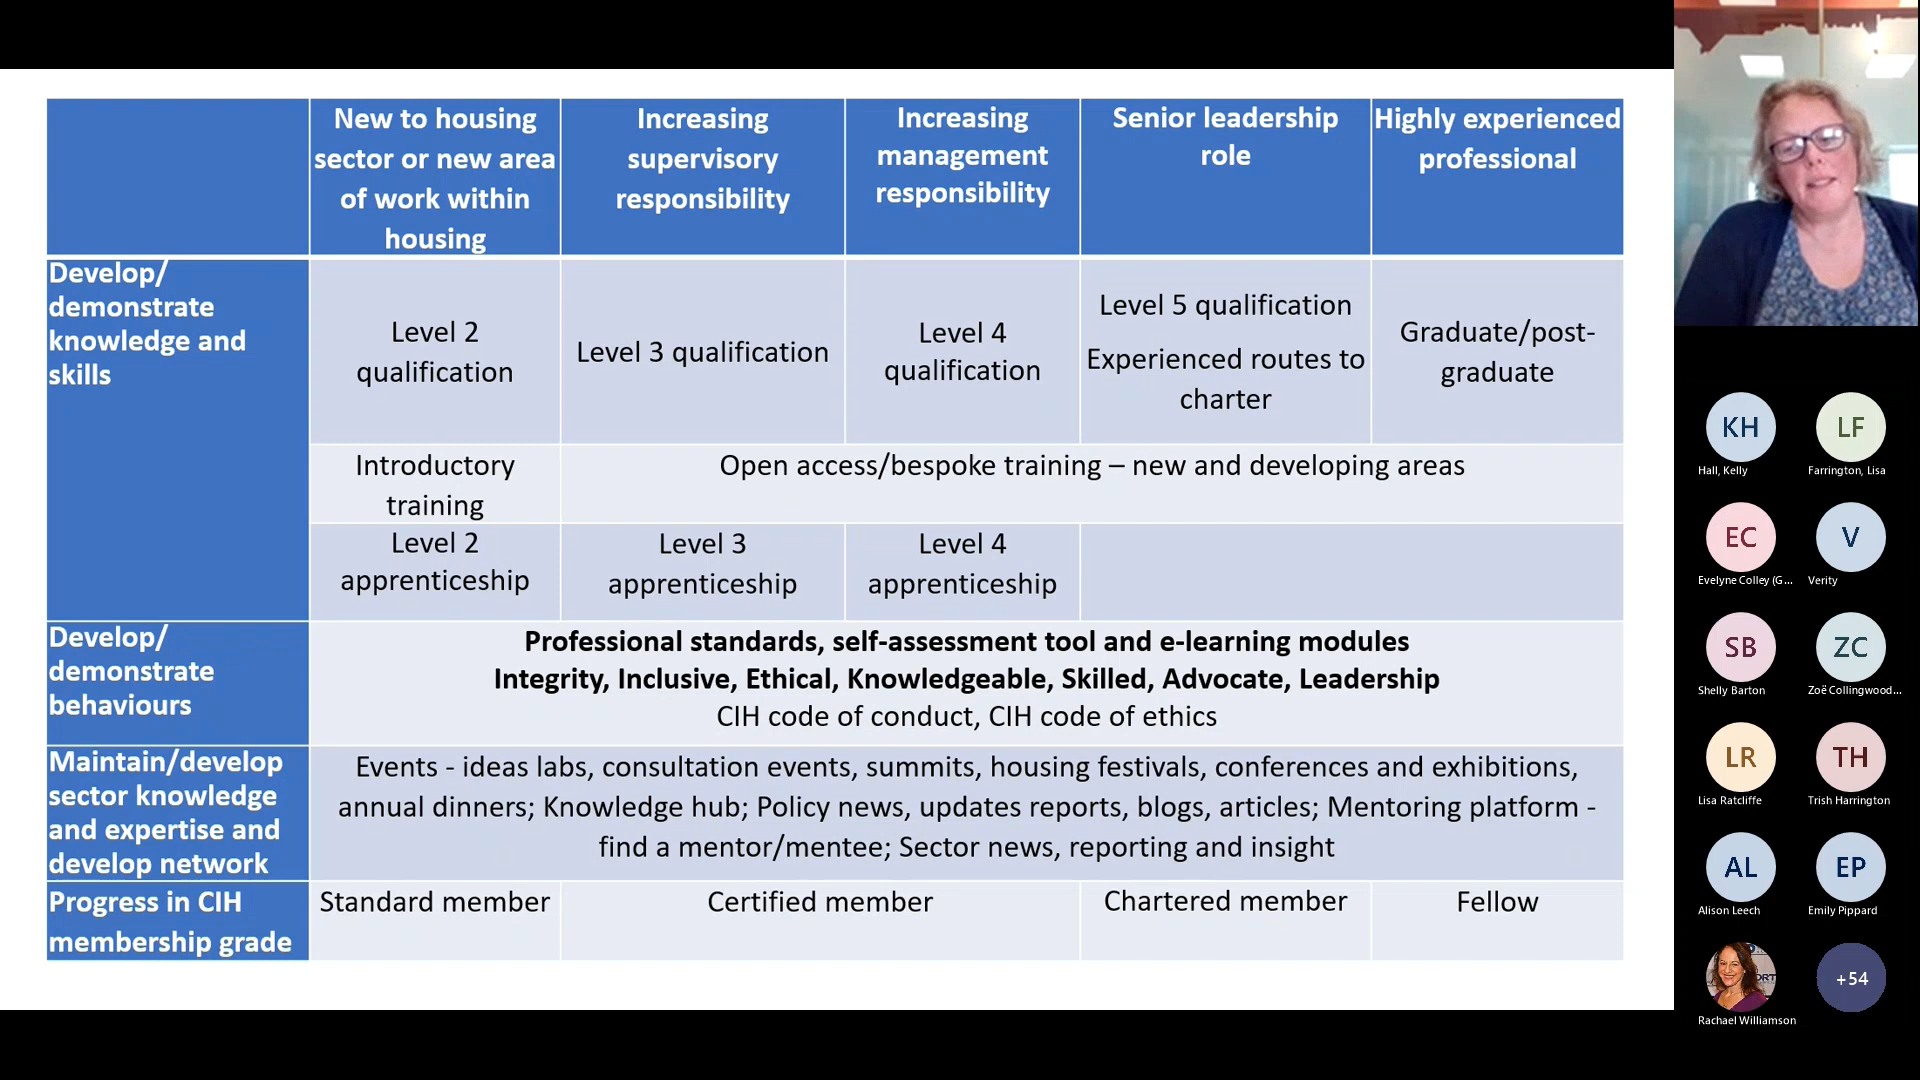 New to housing
sector or new area
of work within
housing
Increasing
supervisory
responsibility
Increasing
management
responsibility
Senior leadership
role
Highly experienced
professional
Develop/
demonstrate
knowledge and
skills
Level 2
qualification
Level 3 qualification
Level 4
qualification
Level 5 qualification
Experienced routes to
charter
Graduate/post-
graduate
Introductory
training
Open access/bespoke training – new and developing areas
Level 2
apprenticeship
Level 3
apprenticeship
Level 4
apprenticeship
Develop/
demonstrate
behaviours
Professional standards, self-assessment tool and e-learning modules
Integrity, Inclusive, Ethical, Knowledgeable, Skilled, Advocate, Leadership
CIH code of conduct, CIH code of ethics
Maintain/develop
sector knowledge
and expertise and
develop network
Events - ideas labs, consultation events, summits, housing festivals, conferences and exhibitions,
annual dinners; Knowledge hub; Policy news, updates reports, blogs, articles; Mentoring platform -
find a mentor/mentee; Sector news, reporting and insight
Progress in CIH
membership grade
Standard member
Certified member
Chartered member
Fellow
KH
Hall, Kelly
LF
Farrington, Lisa
EC
Evelyne Colley (G...
V
Verity
SB
Shelly Barton
ZC
Zoë Collingwood...
LR
Lisa Ratcliffe
TH
Trish Harrington
AL
Alison Leech
EP
Emily Pippard
Rachael Williamson
+54